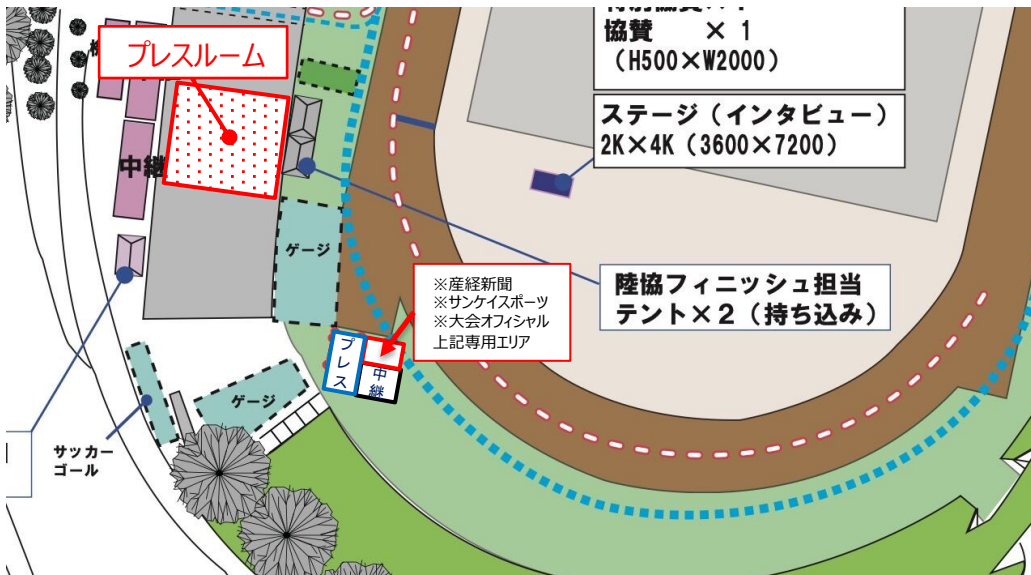 協賛 × 1
(H500×W2000)
プレスルーム
ステージ（インタビュー）
2K×4K（3600×7200）
中継
ゲージ
※産経新聞
※サンケイスポーツ
※大会オフィシャル
上記専用エリア
陸協フィニッシュ担当
テント×2（持ち込み）
プレス
中継
ゲージ
サッカー
ゴール